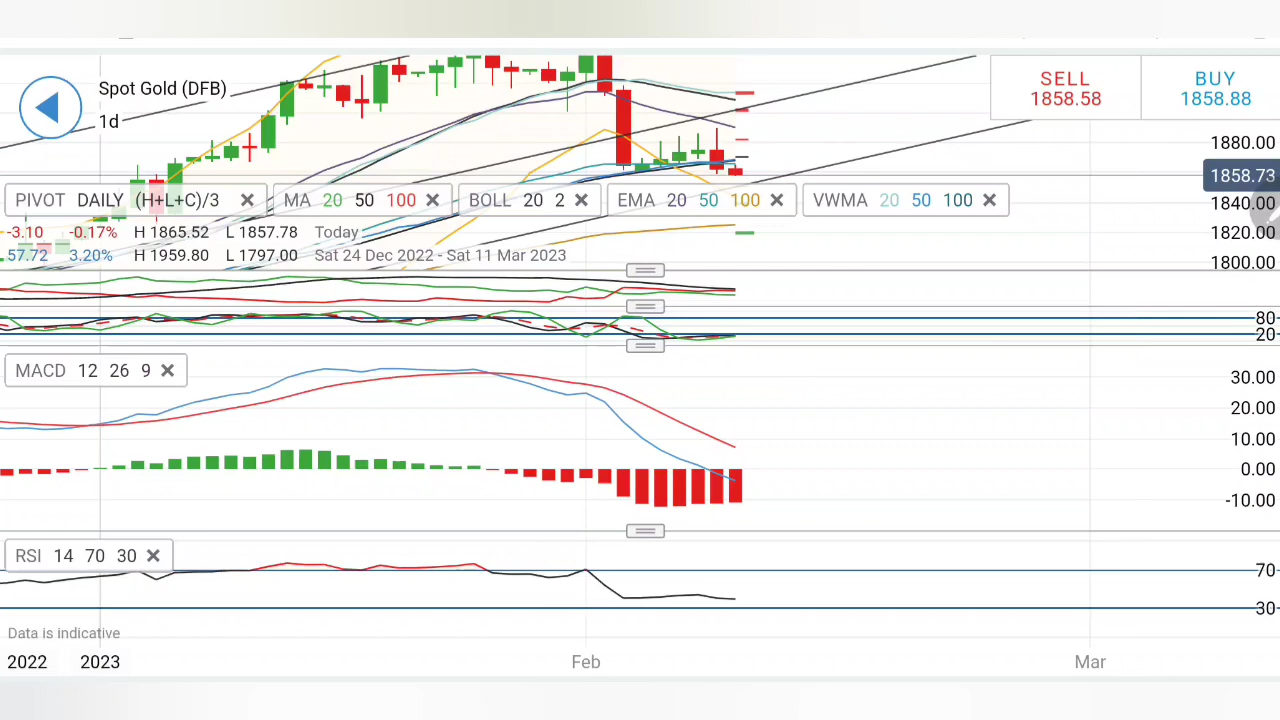 Spot Gold (DFB)
1d
SELL
1858.58
BUY
1858.88
1880.00
1858.73
1840.00
1820.00
1800.00
PIVOT DAILY (H+L+C)/3
MA 20 50 100
BOLL 20 2
EMA 20 50 100
VWMA 20 50 100
-3.10 -0.17% H 1865.52 L 1857.78 Today
57.72 3.20% H 1959.80 L 1797.00 Sat 24 Dec 2022 - Sat 11 Mar 2023
80
20
MACD 12 26 9
30.00
20.00
10.00
0.00
-10.00
RSI 14 70 30
70
30
Data is indicative
2022 2023 Feb Mar